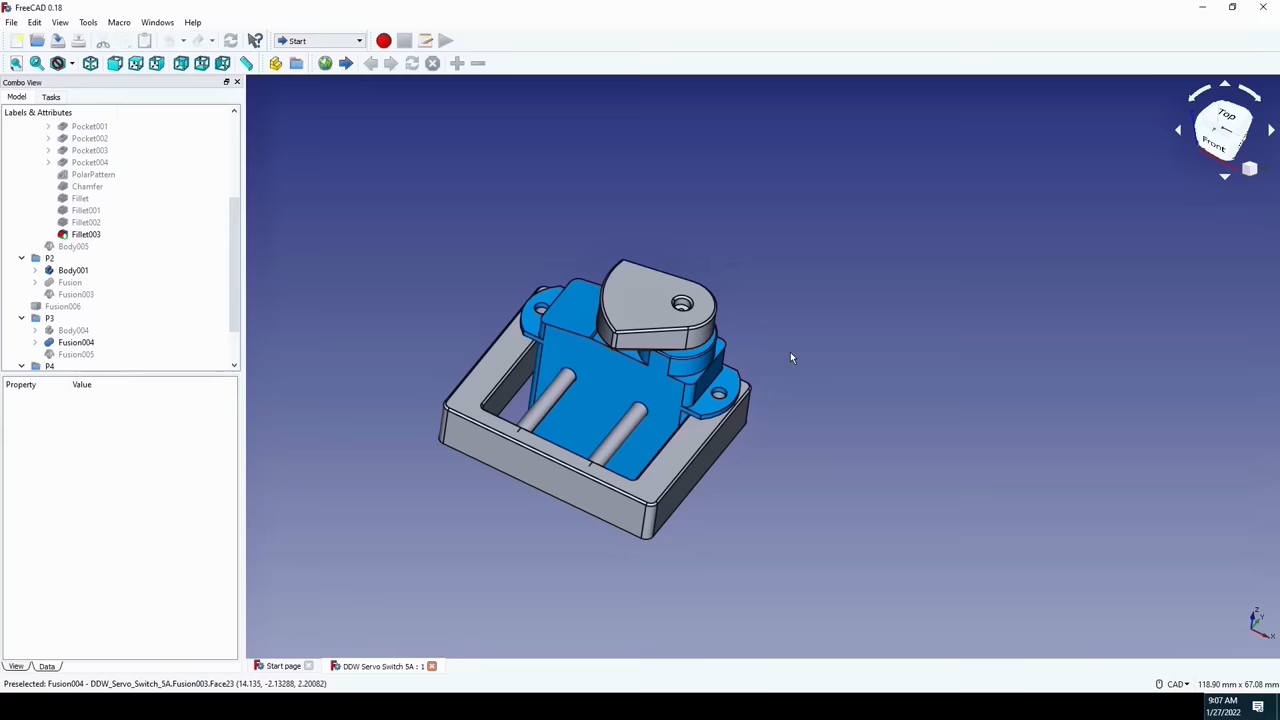 FreeCAD 0.18
File Edit View Tools Macro Windows Help
Start
Combo View
Model Tasks
Labels & Attributes
Pocket001
Pocket002
Pocket003
Pocket004
PolarPattern
Chamfer
Fillet
Fillet001
Fillet002
Fillet003
Body005
P2
Body001
Fusion
Fusion003
Fusion006
P3
Body004
Fusion004
Fusion005
P4
Property Value
Top
Front
Z
Y
X
View Data
Start page DDW Servo Switch 5A : 1
Preselected: Fusion004 - DDW_Servo_Switch_5A.Fusion003.Face23 (14.135, -2.13288, 2.20082)
CAD 118.90 mm x 67.08 mm
9:07 AM
1/27/2022